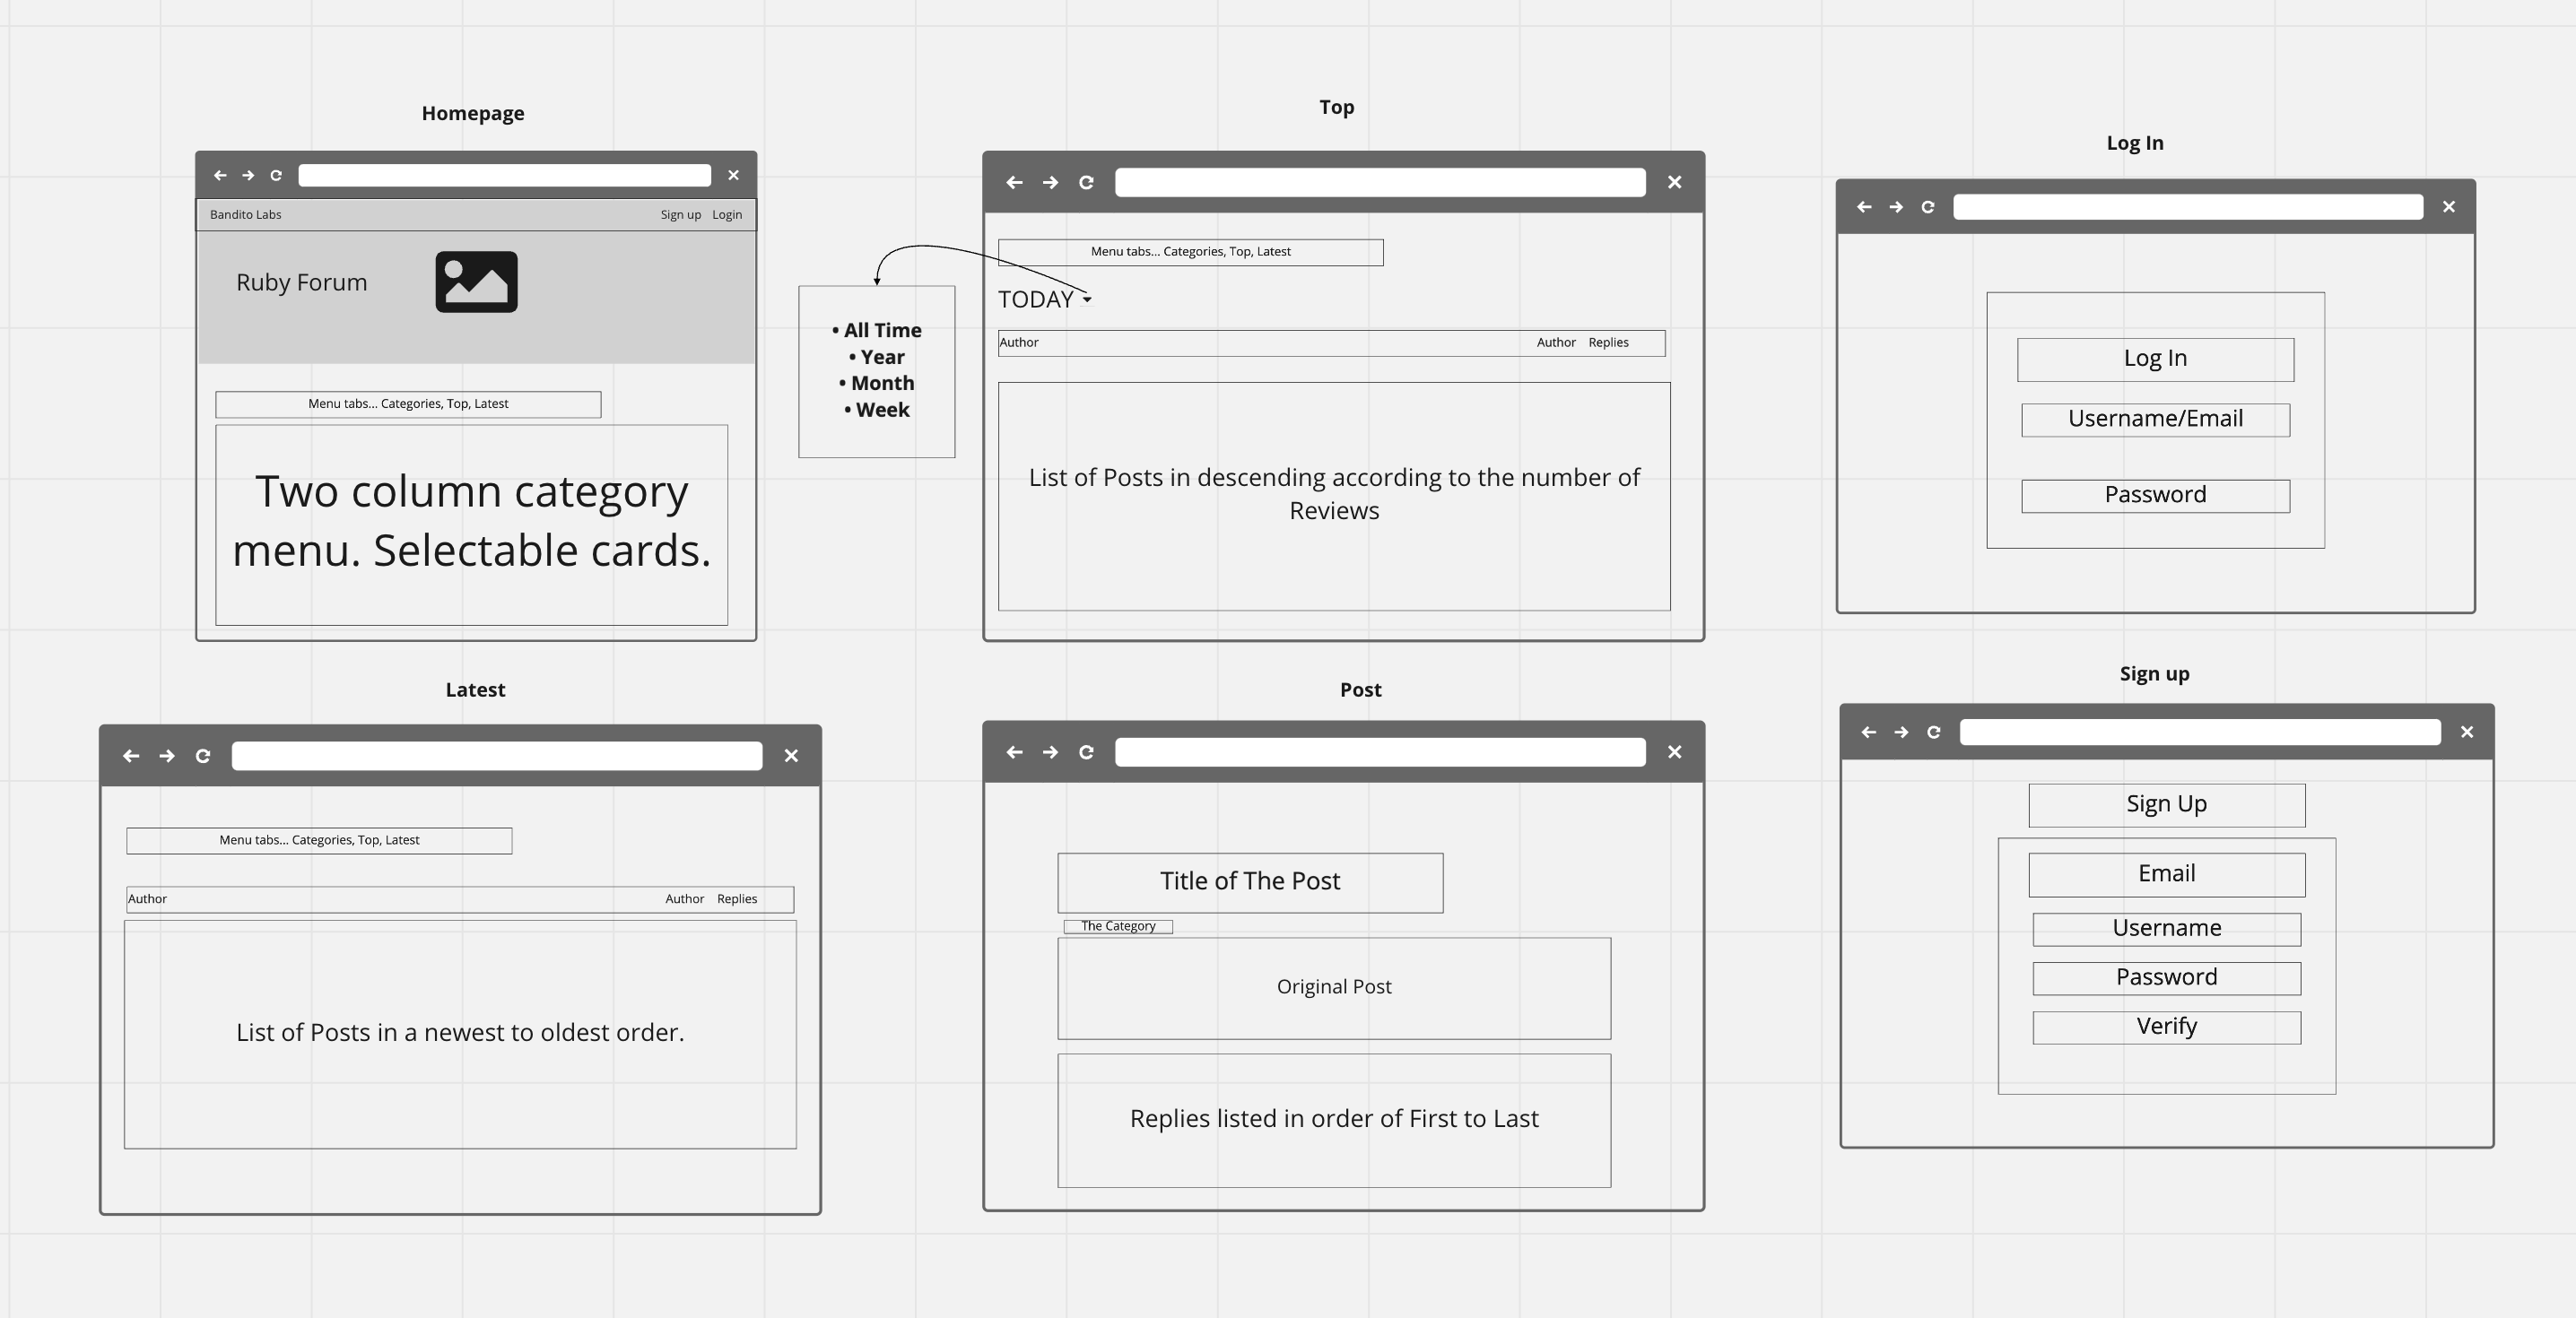 Homepage
Bandito Labs Sign up Login
Ruby Forum
Menu tabs... Categories, Top, Latest
Two column category
menu. Selectable cards.
Top
Menu tabs... Categories, Top, Latest
TODAY
• All Time
• Year
• Month
• Week
Author Author Replies
List of Posts in descending according to the number of
Reviews
Log In
Log In
Username/Email
Password
Latest
Menu tabs... Categories, Top, Latest
Author Author Replies
List of Posts in a newest to oldest order.
Post
Title of The Post
The Category
Original Post
Replies listed in order of First to Last
Sign up
Sign Up
Email
Username
Password
Verify